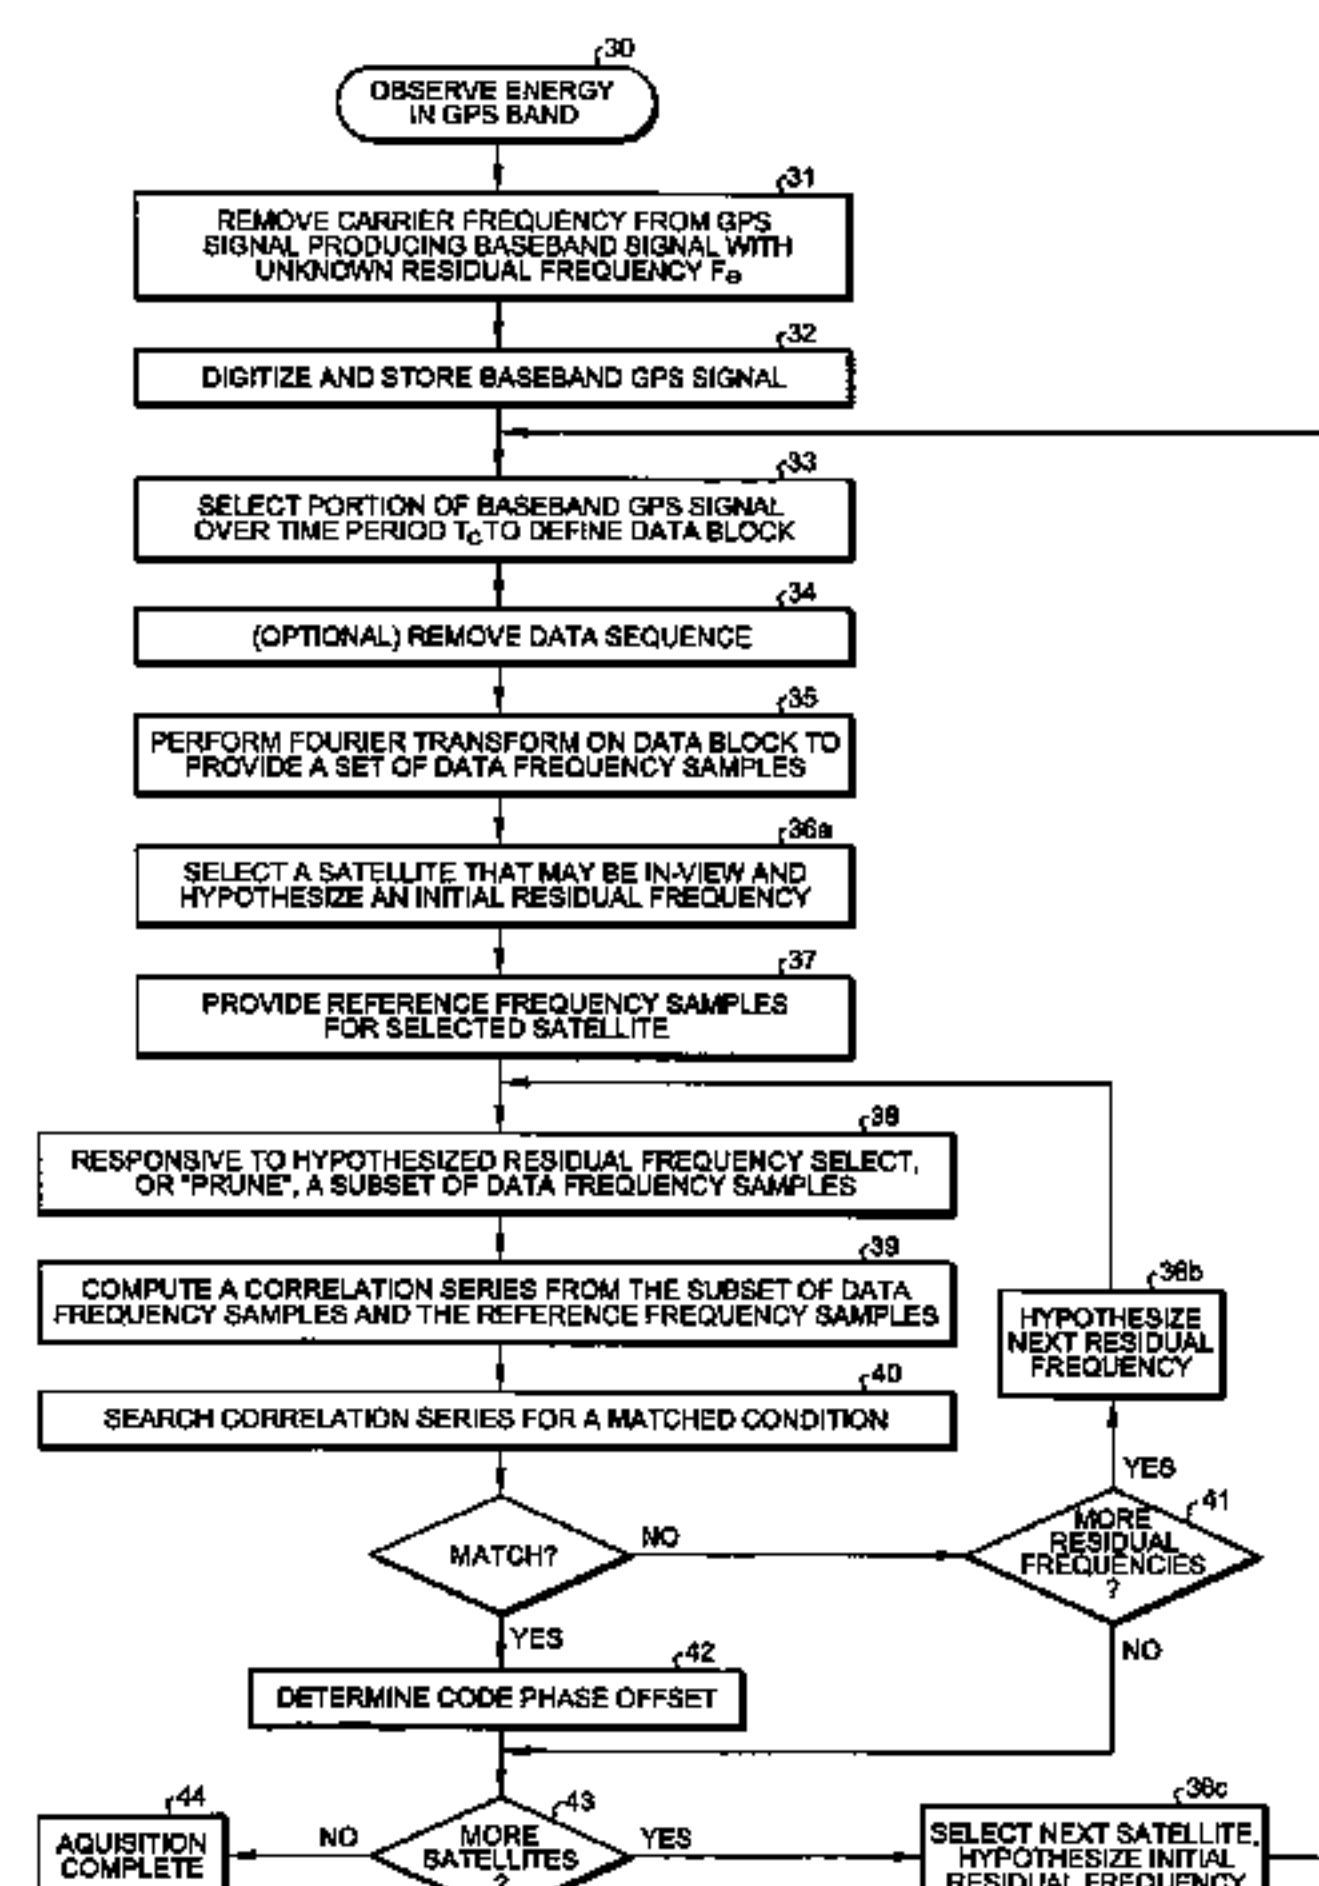 30
OBSERVE ENERGY
IN GPS BAND
31
REMOVE CARRIER FREQUENCY FROM GPS
SIGNAL PRODUCING BASEBAND SIGNAL WITH
UNKNOWN RESIDUAL FREQUENCY Fe
32
DIGITIZE AND STORE BASEBAND GPS SIGNAL
33
SELECT PORTION OF BASEBAND GPS SIGNAL
OVER TIME PERIOD TC TO DEFINE DATA BLOCK
34
(OPTIONAL) REMOVE DATA SEQUENCE
35
PERFORM FOURIER TRANSFORM ON DATA BLOCK TO
PROVIDE A SET OF DATA FREQUENCY SAMPLES
36a
SELECT A SATELLITE THAT MAY BE IN-VIEW AND
HYPOTHESIZE AN INITIAL RESIDUAL FREQUENCY
37
PROVIDE REFERENCE FREQUENCY SAMPLES
FOR SELECTED SATELLITE
38
RESPONSIVE TO HYPOTHESIZED RESIDUAL FREQUENCY SELECT,
OR "PRUNE", A SUBSET OF DATA FREQUENCY SAMPLES
39
COMPUTE A CORRELATION SERIES FROM THE SUBSET OF DATA
FREQUENCY SAMPLES AND THE REFERENCE FREQUENCY SAMPLES
36b
HYPOTHESIZE
NEXT RESIDUAL
FREQUENCY
40
SEARCH CORRELATION SERIES FOR A MATCHED CONDITION
YES
41
MORE
RESIDUAL
FREQUENCIES
?
MATCH?
NO
YES
NO
42
DETERMINE CODE PHASE OFFSET
44
AQUISITION
COMPLETE
NO
43
MORE
SATELLITES
?
YES
36c
SELECT NEXT SATELLITE,
HYPOTHESIZE INITIAL
RESIDUAL FREQUENCY